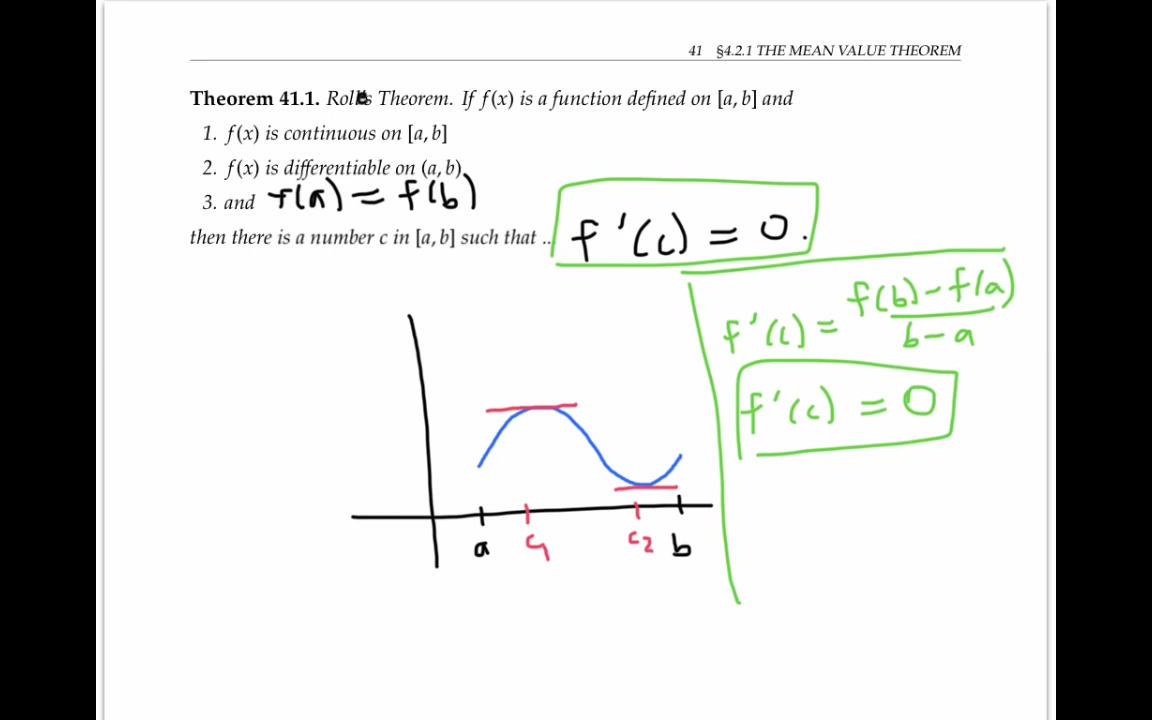 41 §4.2.1 THE MEAN VALUE THEOREM
Theorem 41.1. Rolle's Theorem. If f(x) is a function defined on [a, b] and
1. f(x) is continuous on [a, b]
2. f(x) is differentiable on (a, b)
3. and f(a) = f(b)
then there is a number c in [a, b] such that ... f'(c) = 0.
f'(c) = f(b) - f(a) / b - a
f'(c) = 0
a c1 c2 b